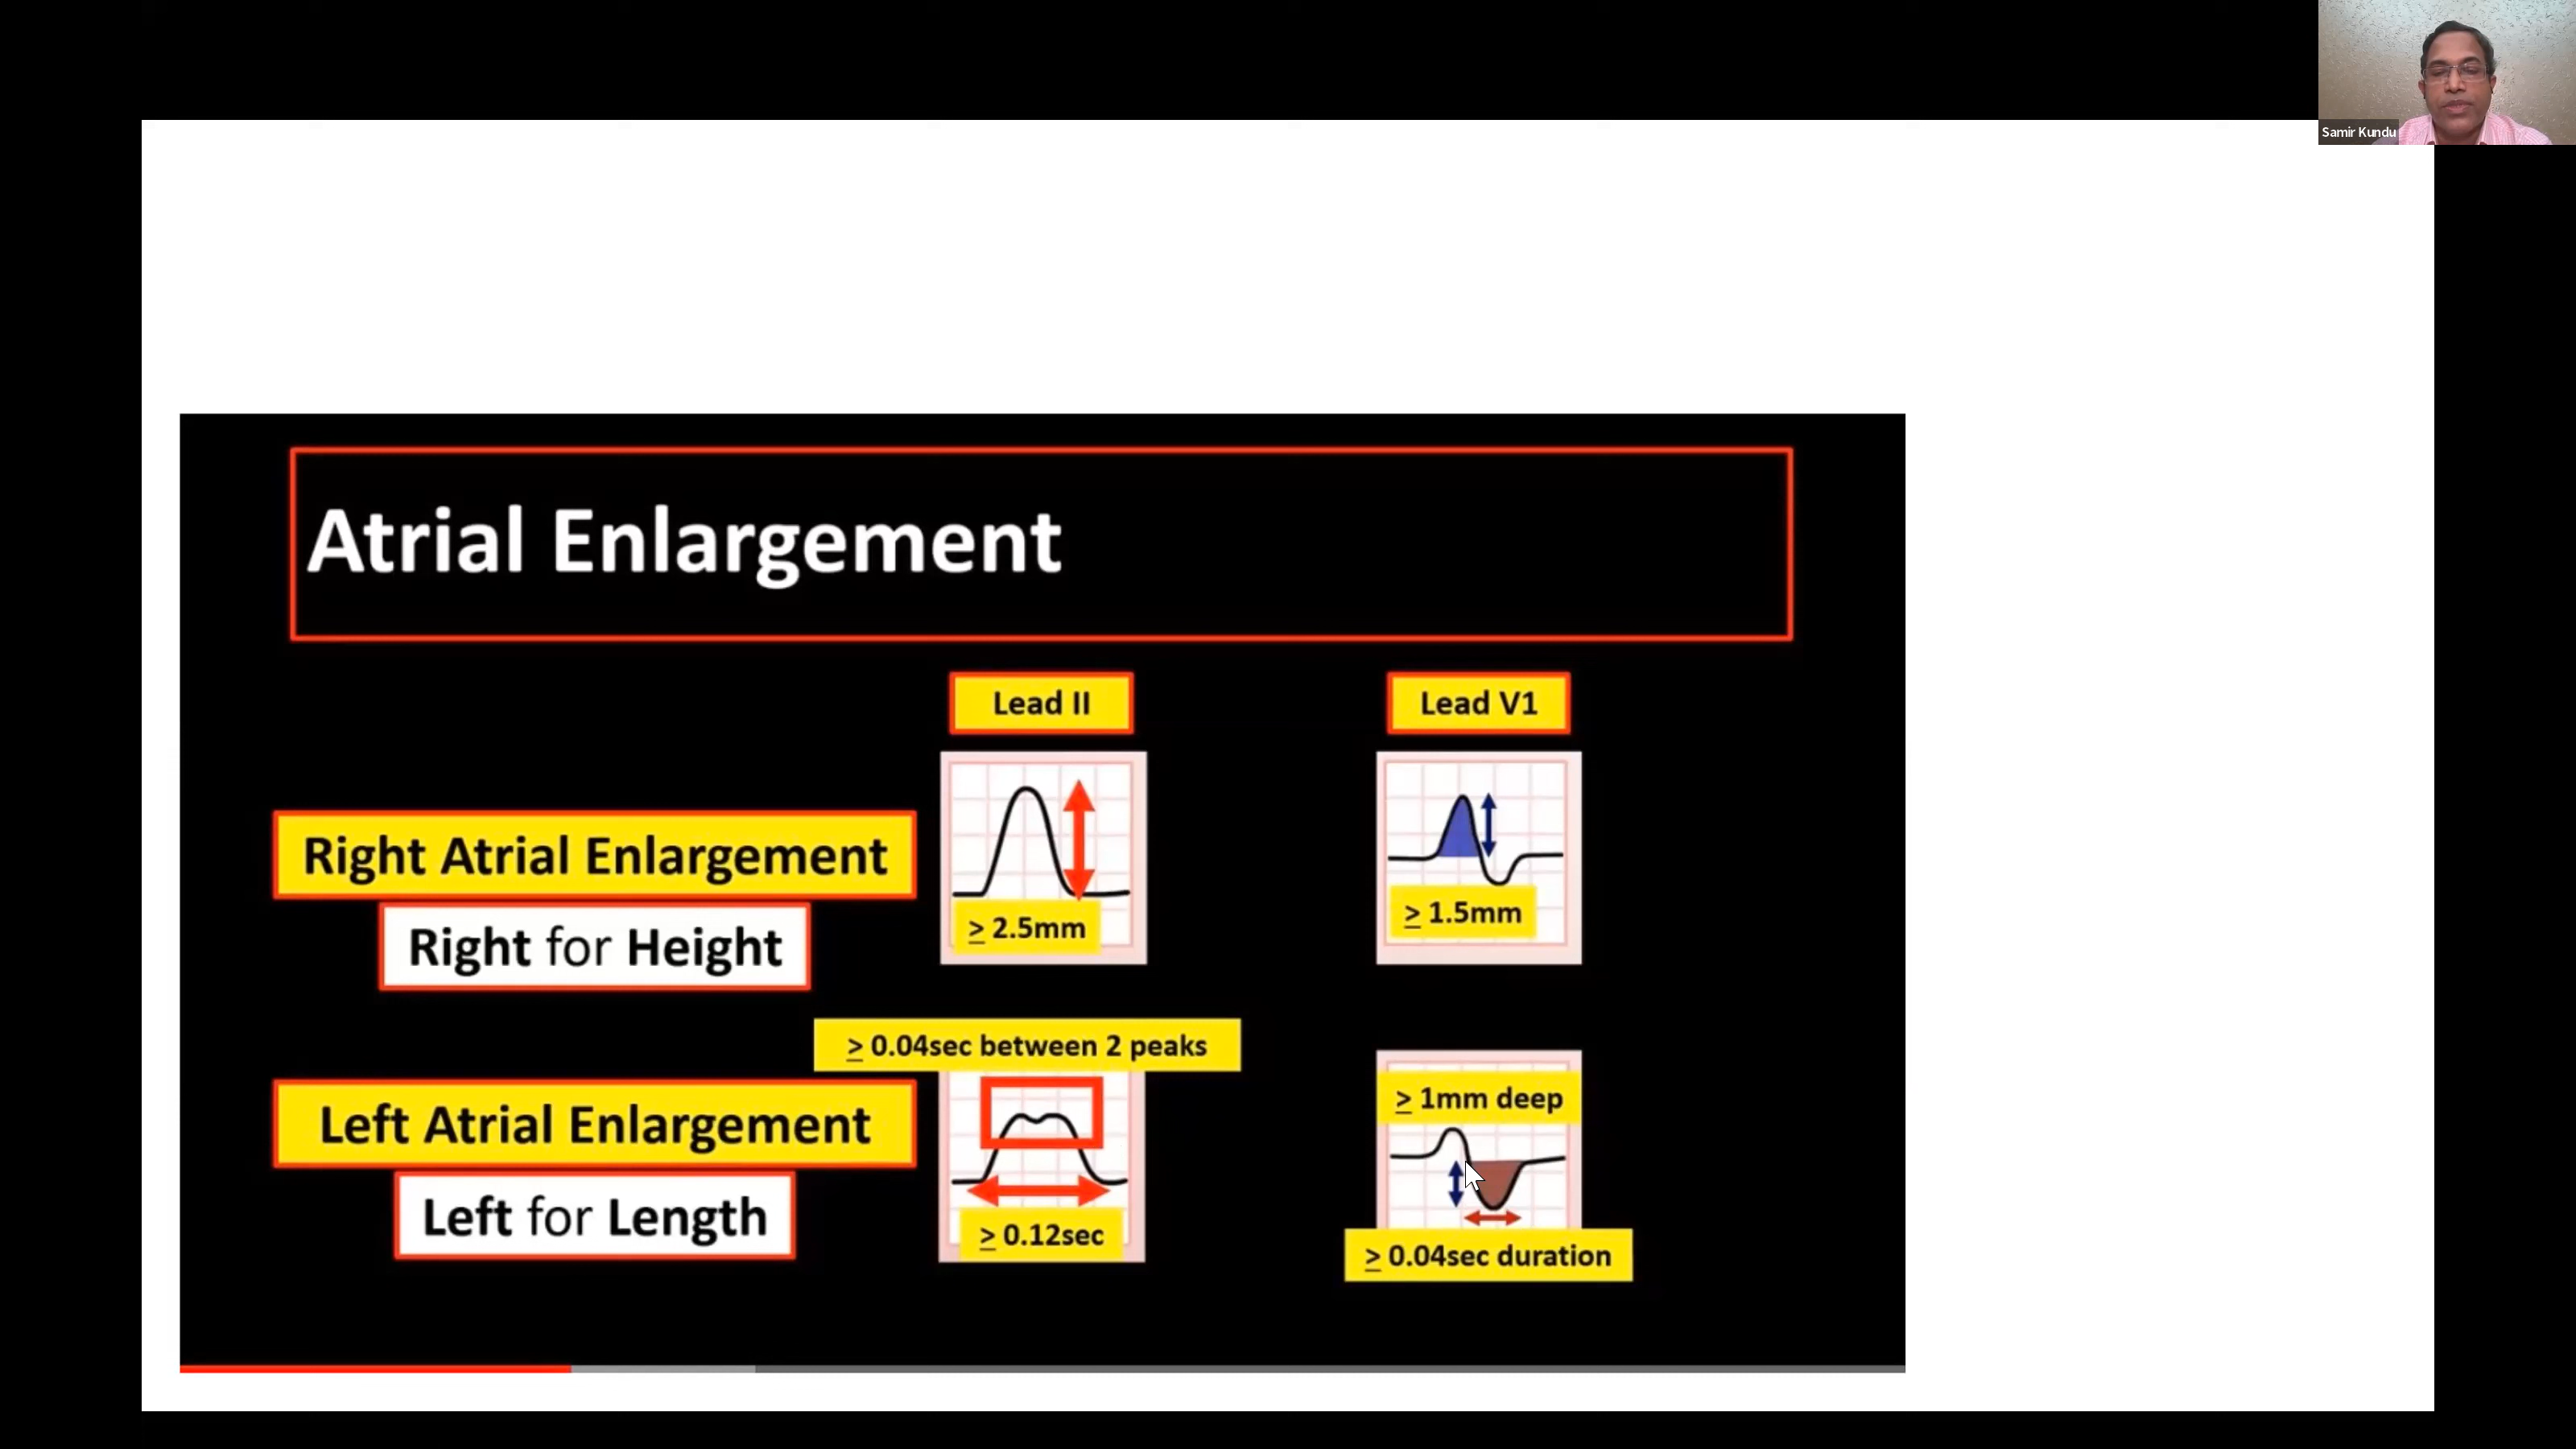 Samir Kundu
Atrial Enlargement
Lead II
Lead V1
Right Atrial Enlargement
Right for Height
≥ 2.5mm
≥ 1.5mm
≥ 0.04sec between 2 peaks
Left Atrial Enlargement
Left for Length
≥ 0.12sec
≥ 1mm deep
≥ 0.04sec duration